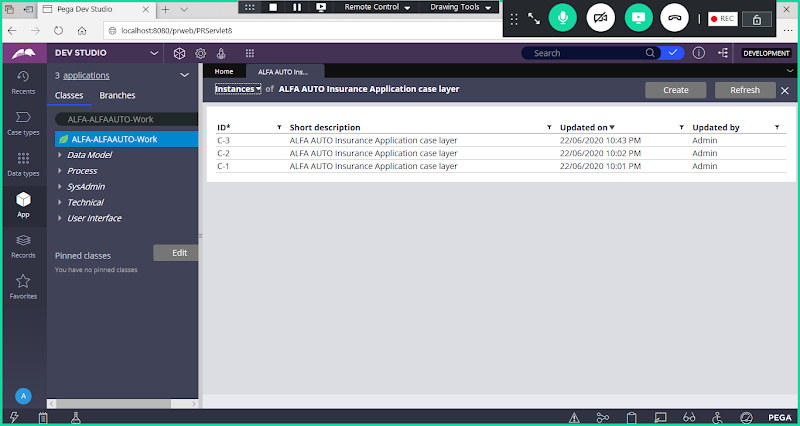 Pega Dev Studio
Remote Control
Drawing Tools
REC
localhost:8080/prweb/PRServlet8
DEV STUDIO
Search
DEVELOPMENT
Recents
Case types
Data types
App
Records
Favorites
A
3 applications
Classes Branches
ALFA-ALFAAUTO-Work
ALFA-ALFAAUTO-Work
Data Model
Process
SysAdmin
Technical
User Interface
Pinned classes Edit
You have no pinned classes
Home ALFA AUTO Ins...
Instances of ALFA AUTO Insurance Application case layer Create Refresh
ID* Short description Updated on Updated by
C-3 ALFA AUTO Insurance Application case layer 22/06/2020 10:43 PM Admin
C-2 ALFA AUTO Insurance Application case layer 22/06/2020 10:02 PM Admin
C-1 ALFA AUTO Insurance Application case layer 22/06/2020 10:01 PM Admin
PEGA